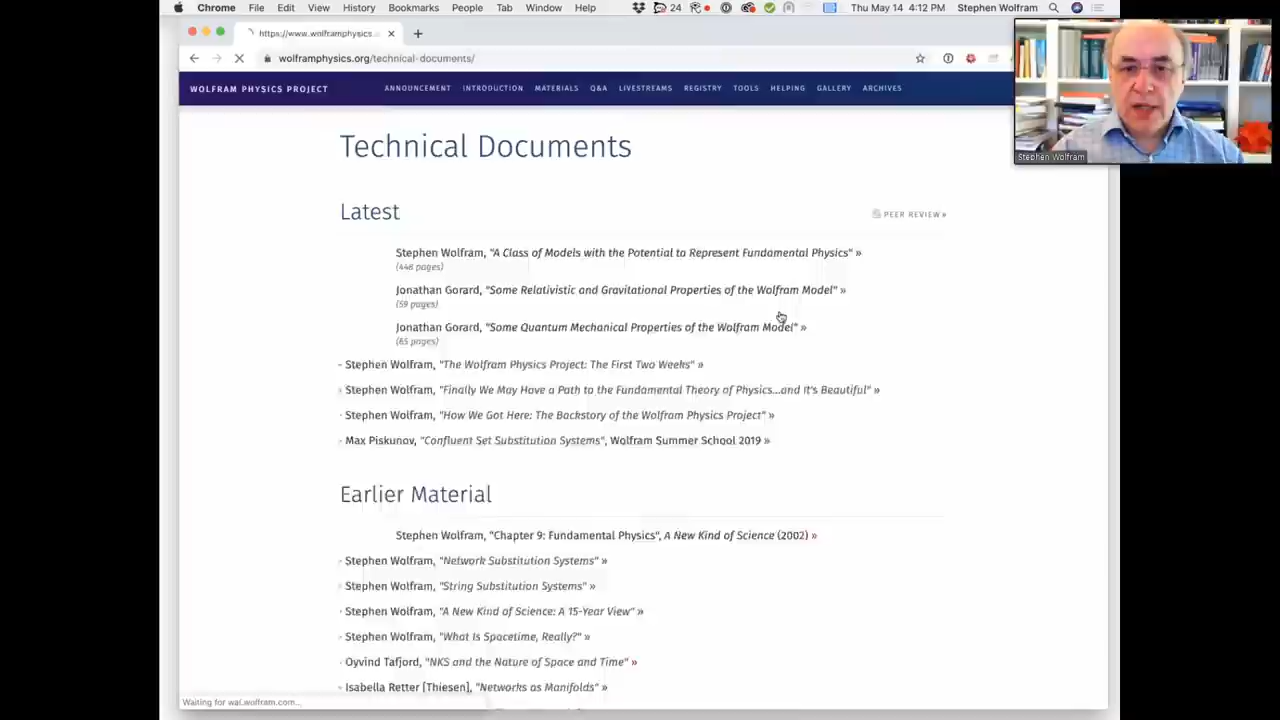 Chrome File Edit View History Bookmarks People Tab Window Help 24 Thu May 14 4:12 PM Stephen Wolfram
https://www.wolframphysics
wolframphysics.org/technical-documents/
WOLFRAM PHYSICS PROJECT ANNOUNCEMENT INTRODUCTION MATERIALS Q&A LIVESTREAMS REGISTRY TOOLS HELPING GALLERY ARCHIVES
Stephen Wolfram
Technical Documents
Latest
PEER REVIEW »
Stephen Wolfram, "A Class of Models with the Potential to Represent Fundamental Physics" »
(448 pages)
Jonathan Gorard, "Some Relativistic and Gravitational Properties of the Wolfram Model" »
(59 pages)
Jonathan Gorard, "Some Quantum Mechanical Properties of the Wolfram Model" »
(65 pages)
Stephen Wolfram, "The Wolfram Physics Project: The First Two Weeks" »
Stephen Wolfram, "Finally We May Have a Path to the Fundamental Theory of Physics...and It's Beautiful" »
Stephen Wolfram, "How We Got Here: The Backstory of the Wolfram Physics Project" »
Max Piskunov, "Confluent Set Substitution Systems", Wolfram Summer School 2019 »
Earlier Material
Stephen Wolfram, "Chapter 9: Fundamental Physics", A New Kind of Science (2002) »
Stephen Wolfram, "Network Substitution Systems" »
Stephen Wolfram, "String Substitution Systems" »
Stephen Wolfram, "A New Kind of Science: A 15-Year View" »
Stephen Wolfram, "What Is Spacetime, Really?" »
Oyvind Tafjord, "NKS and the Nature of Space and Time" »
Isabella Retter [Thiesen], "Networks as Manifolds" »
Waiting for wal.wolfram.com...